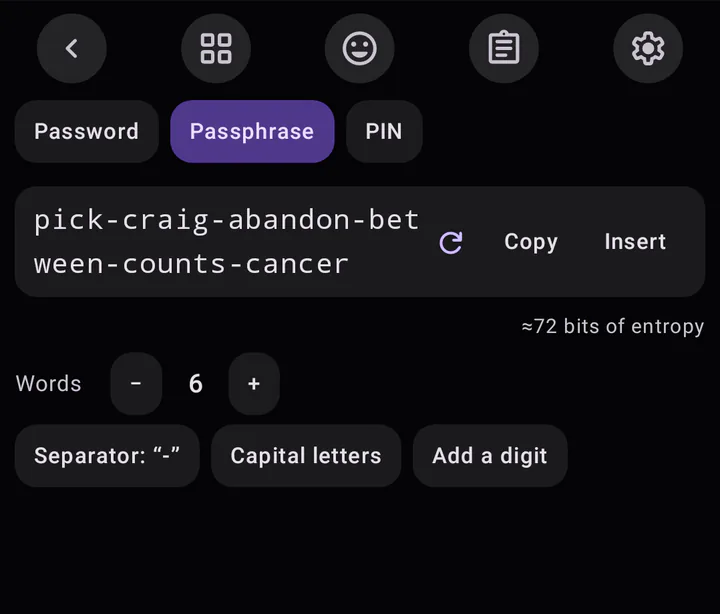 Password Passphrase PIN
pick-craig-abandon-bet
ween-counts-cancer
Copy Insert
≈72 bits of entropy
Words - 6 +
Separator: “-” Capital letters Add a digit